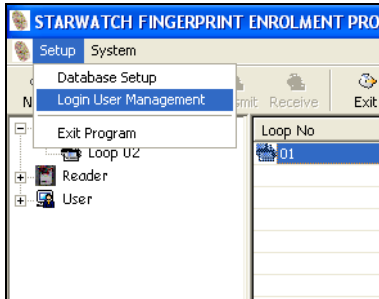 STARWATCH FINGERPRINT ENROLMENT PRO
Setup System
Database Setup
Login User Management
Exit Program
Receive
Exit
Loop No
01
Loop 02
Reader
User